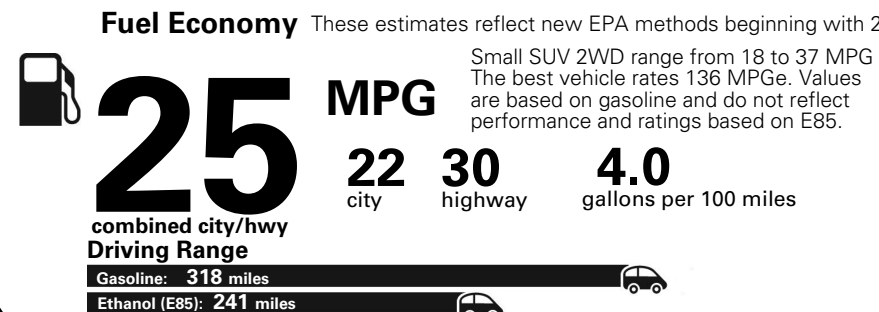 Fuel Economy These estimates reflect new EPA methods beginning with 2
Small SUV 2WD range from 18 to 37 MPG
The best vehicle rates 136 MPGe. Values
are based on gasoline and do not reflect
performance and ratings based on E85.
25 MPG
22 30 4.0
city highway gallons per 100 miles
combined city/hwy
Driving Range
Gasoline: 318 miles
Ethanol (E85): 241 miles